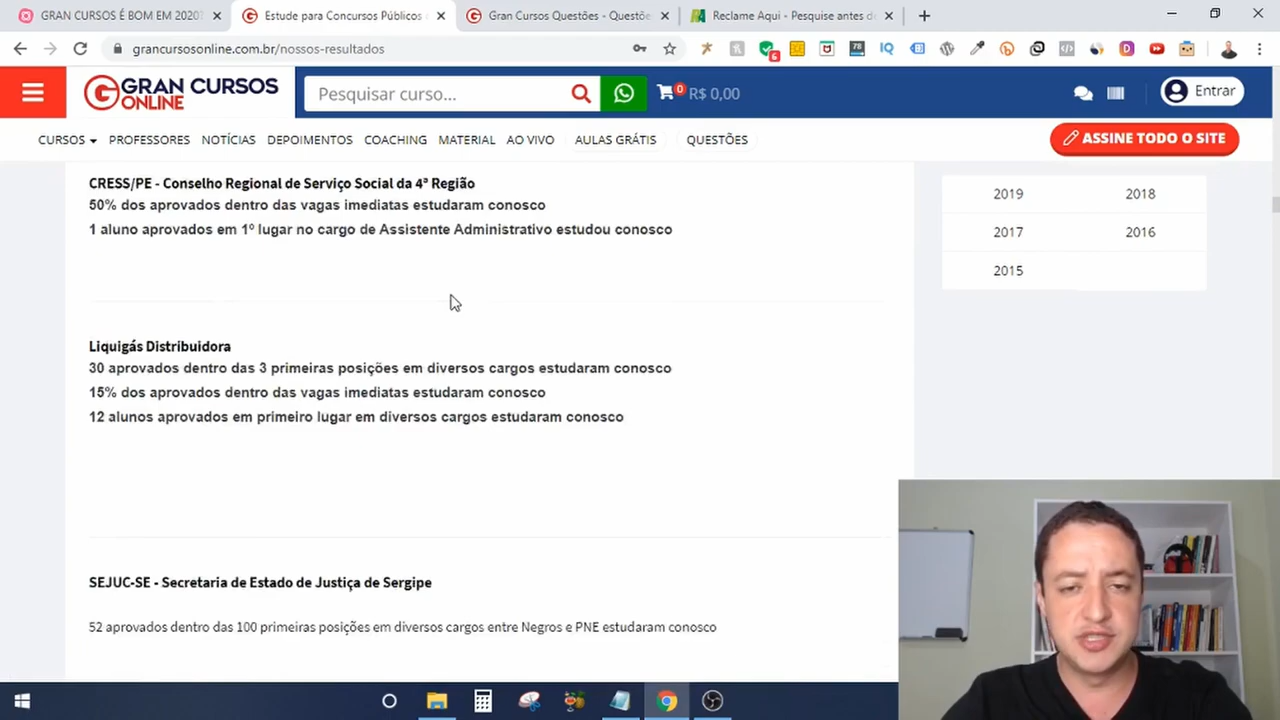 GRAN CURSOS É BOM EM 2020?
Estude para Concursos Públicos
Gran Cursos Questões - Questõe
Reclame Aqui - Pesquise antes de
grancursosonline.com.br/nossos-resultados
6
78
IQ
GRAN CURSOS
ONLINE
Pesquisar curso...
0
R$ 0,00
Entrar
CURSOS
PROFESSORES
NOTÍCIAS
DEPOIMENTOS
COACHING
MATERIAL
AO VIVO
AULAS GRÁTIS
QUESTÕES
ASSINE TODO O SITE
CRESS/PE - Conselho Regional de Serviço Social da 4ª Região
50% dos aprovados dentro das vagas imediatas estudaram conosco
1 aluno aprovados em 1º lugar no cargo de Assistente Administrativo estudou conosco
2019 2018
2017 2016
2015
Liquigás Distribuidora
30 aprovados dentro das 3 primeiras posições em diversos cargos estudaram conosco
15% dos aprovados dentro das vagas imediatas estudaram conosco
12 alunos aprovados em primeiro lugar em diversos cargos estudaram conosco
SEJUC-SE - Secretaria de Estado de Justiça de Sergipe
52 aprovados dentro das 100 primeiras posições em diversos cargos entre Negros e PNE estudaram conosco